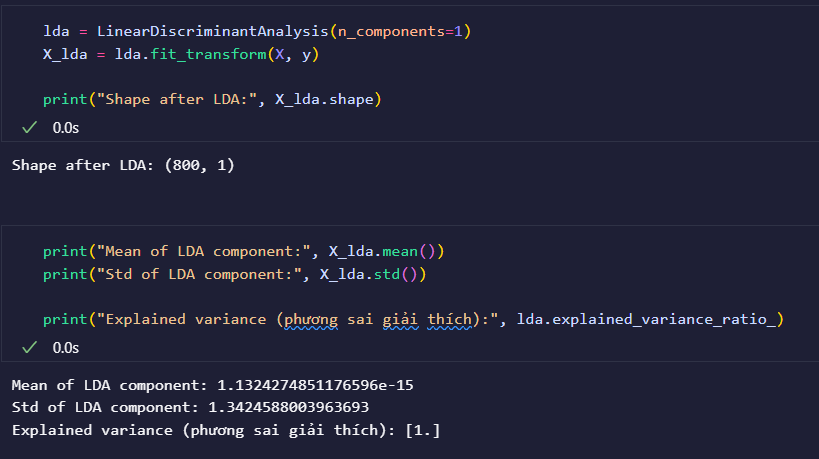 lda = LinearDiscriminantAnalysis(n_components=1)
X_lda = lda.fit_transform(X, y)
print("Shape after LDA:", X_lda.shape)
0.0s
Shape after LDA: (800, 1)
print("Mean of LDA component:", X_lda.mean())
print("Std of LDA component:", X_lda.std())
print("Explained variance (phương sai giải thích):", lda.explained_variance_ratio_)
0.0s
Mean of LDA component: 1.1324274851176596e-15
Std of LDA component: 1.3424588003963693
Explained variance (phương sai giải thích): [1.]